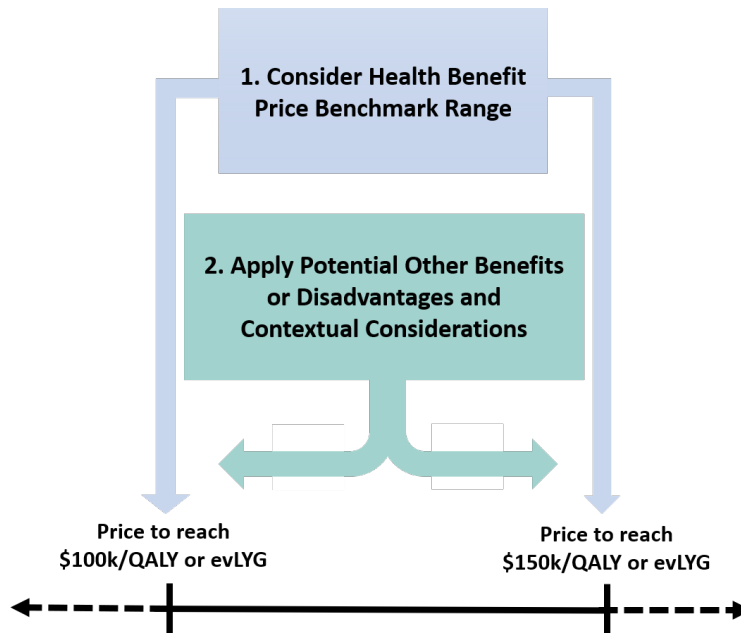 1. Consider Health Benefit
Price Benchmark Range
2. Apply Potential Other Benefits
or Disadvantages and
Contextual Considerations
Price to reach
$100k/QALY or evLYG
Price to reach
$150k/QALY or evLYG